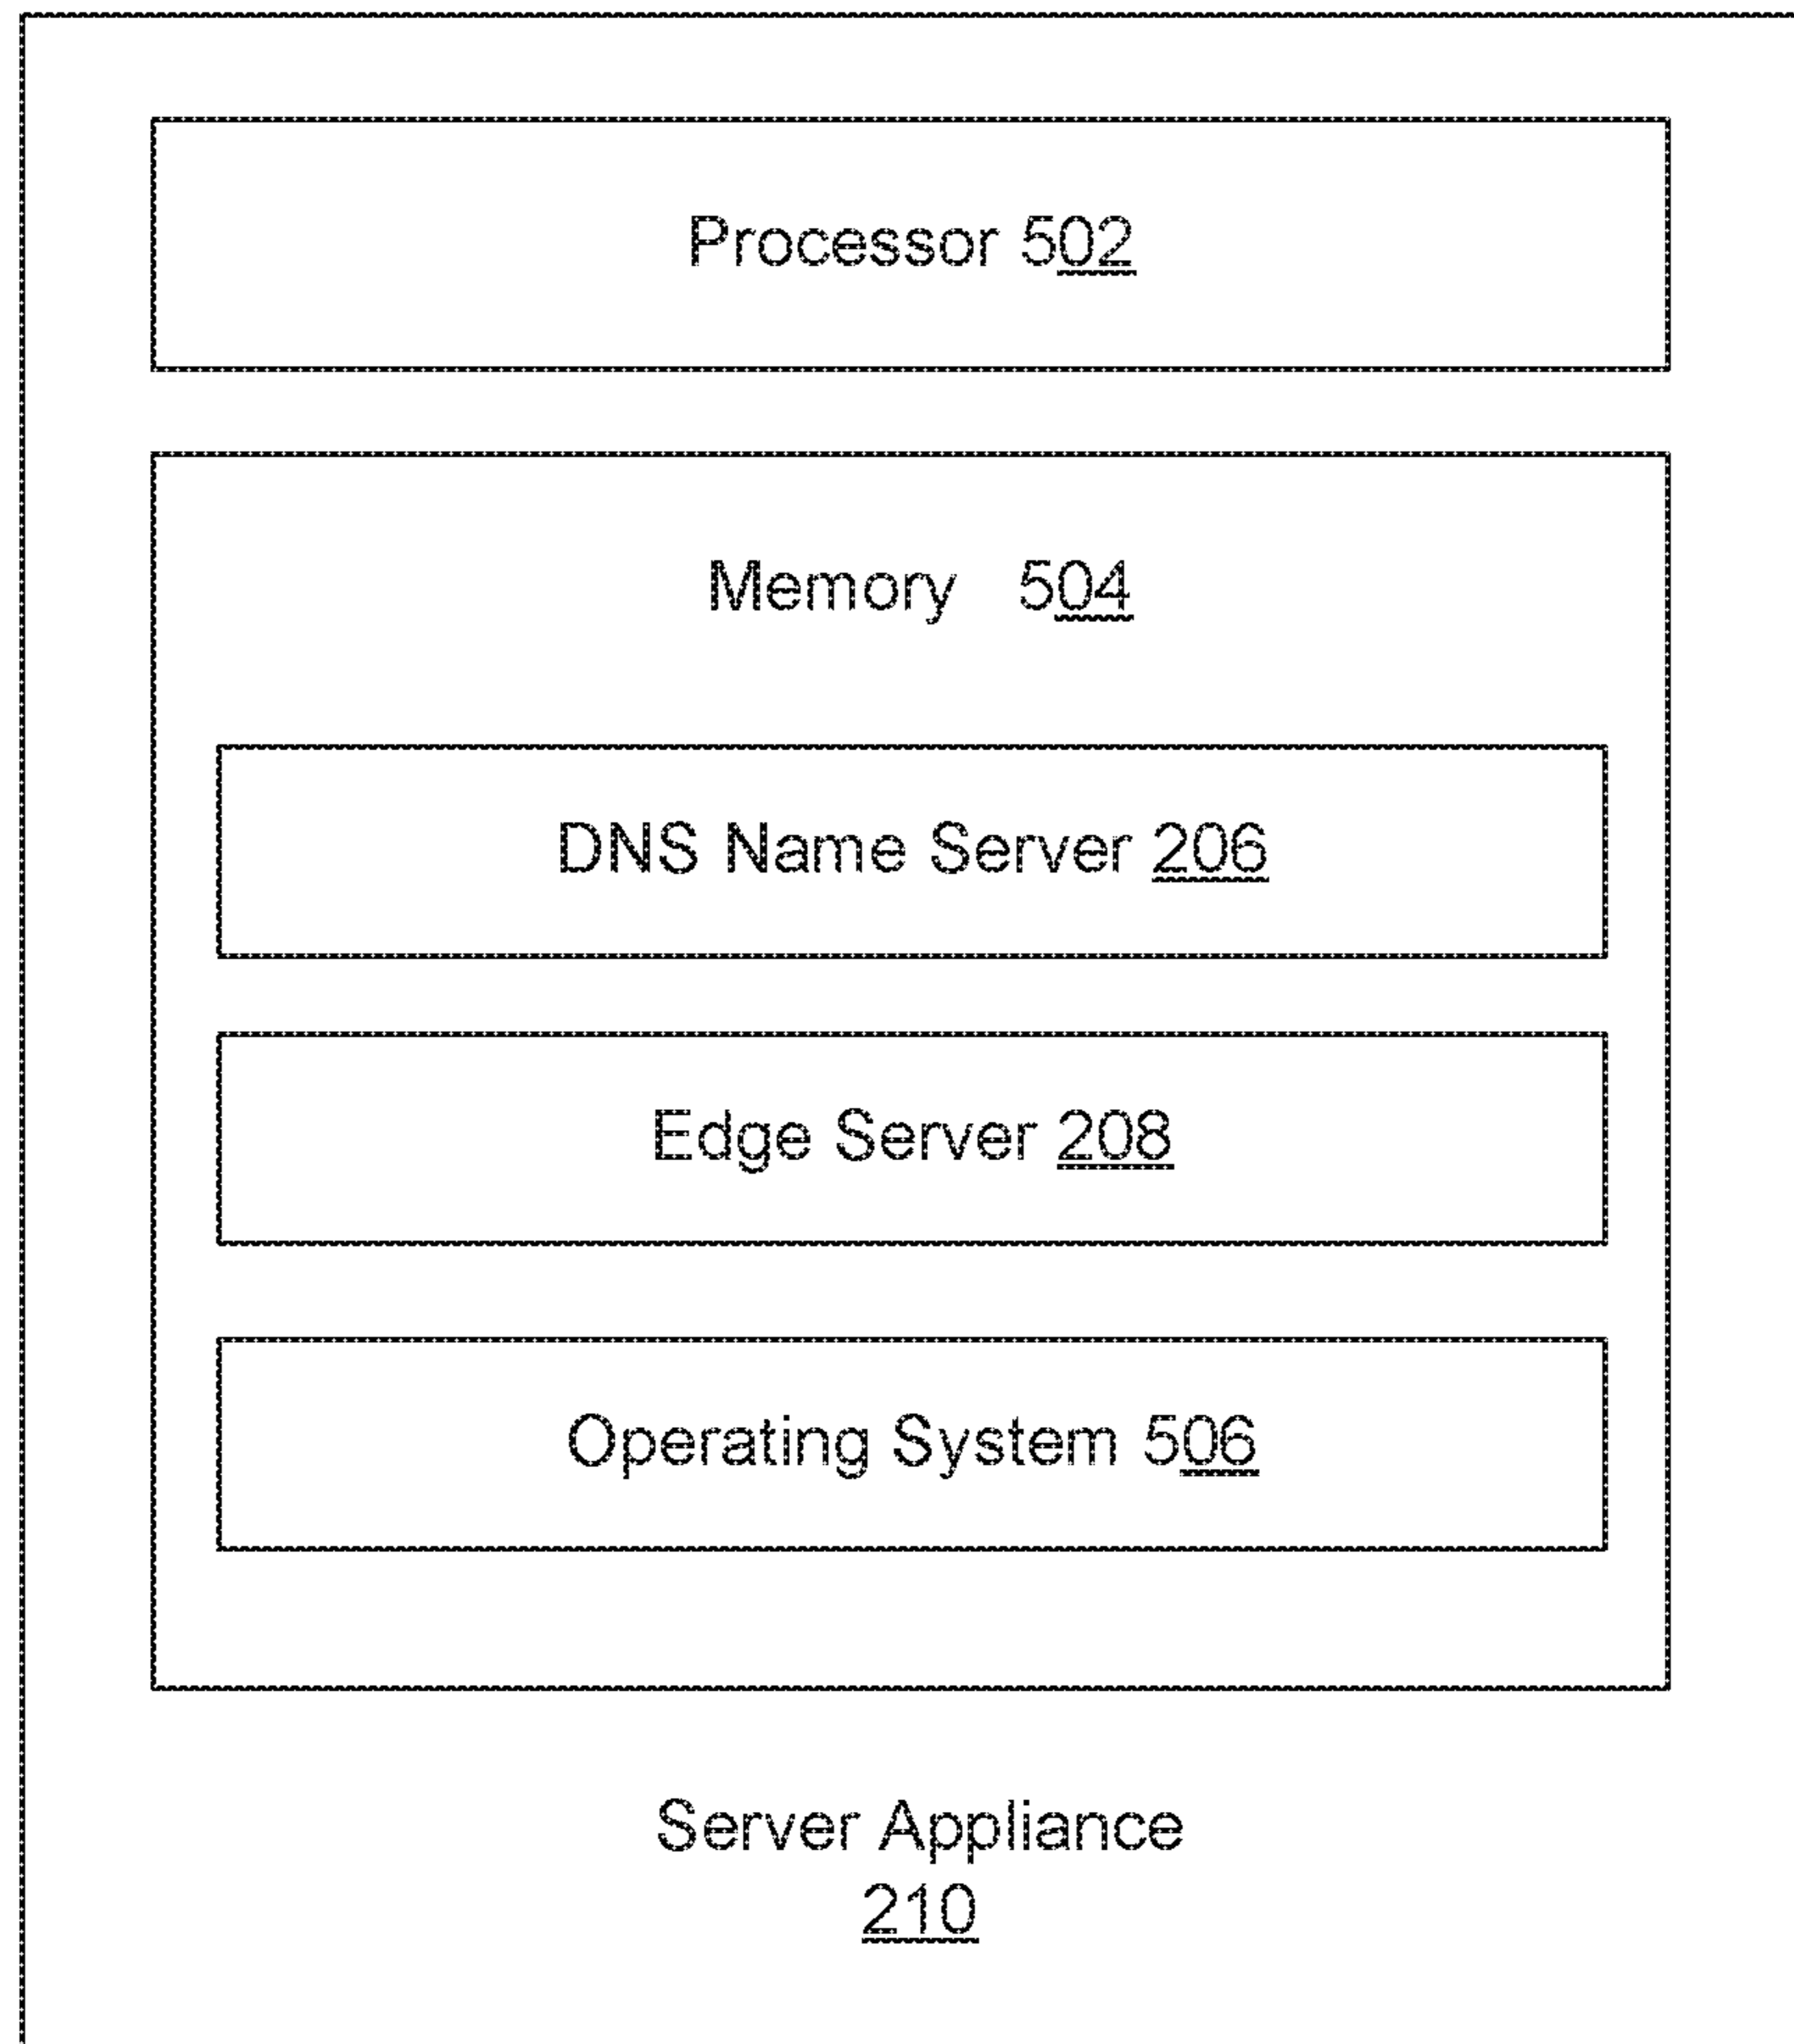 Processor 502
Memory 504
DNS Name Server 206
Edge Server 208
Operating System 506
Server Appliance
210